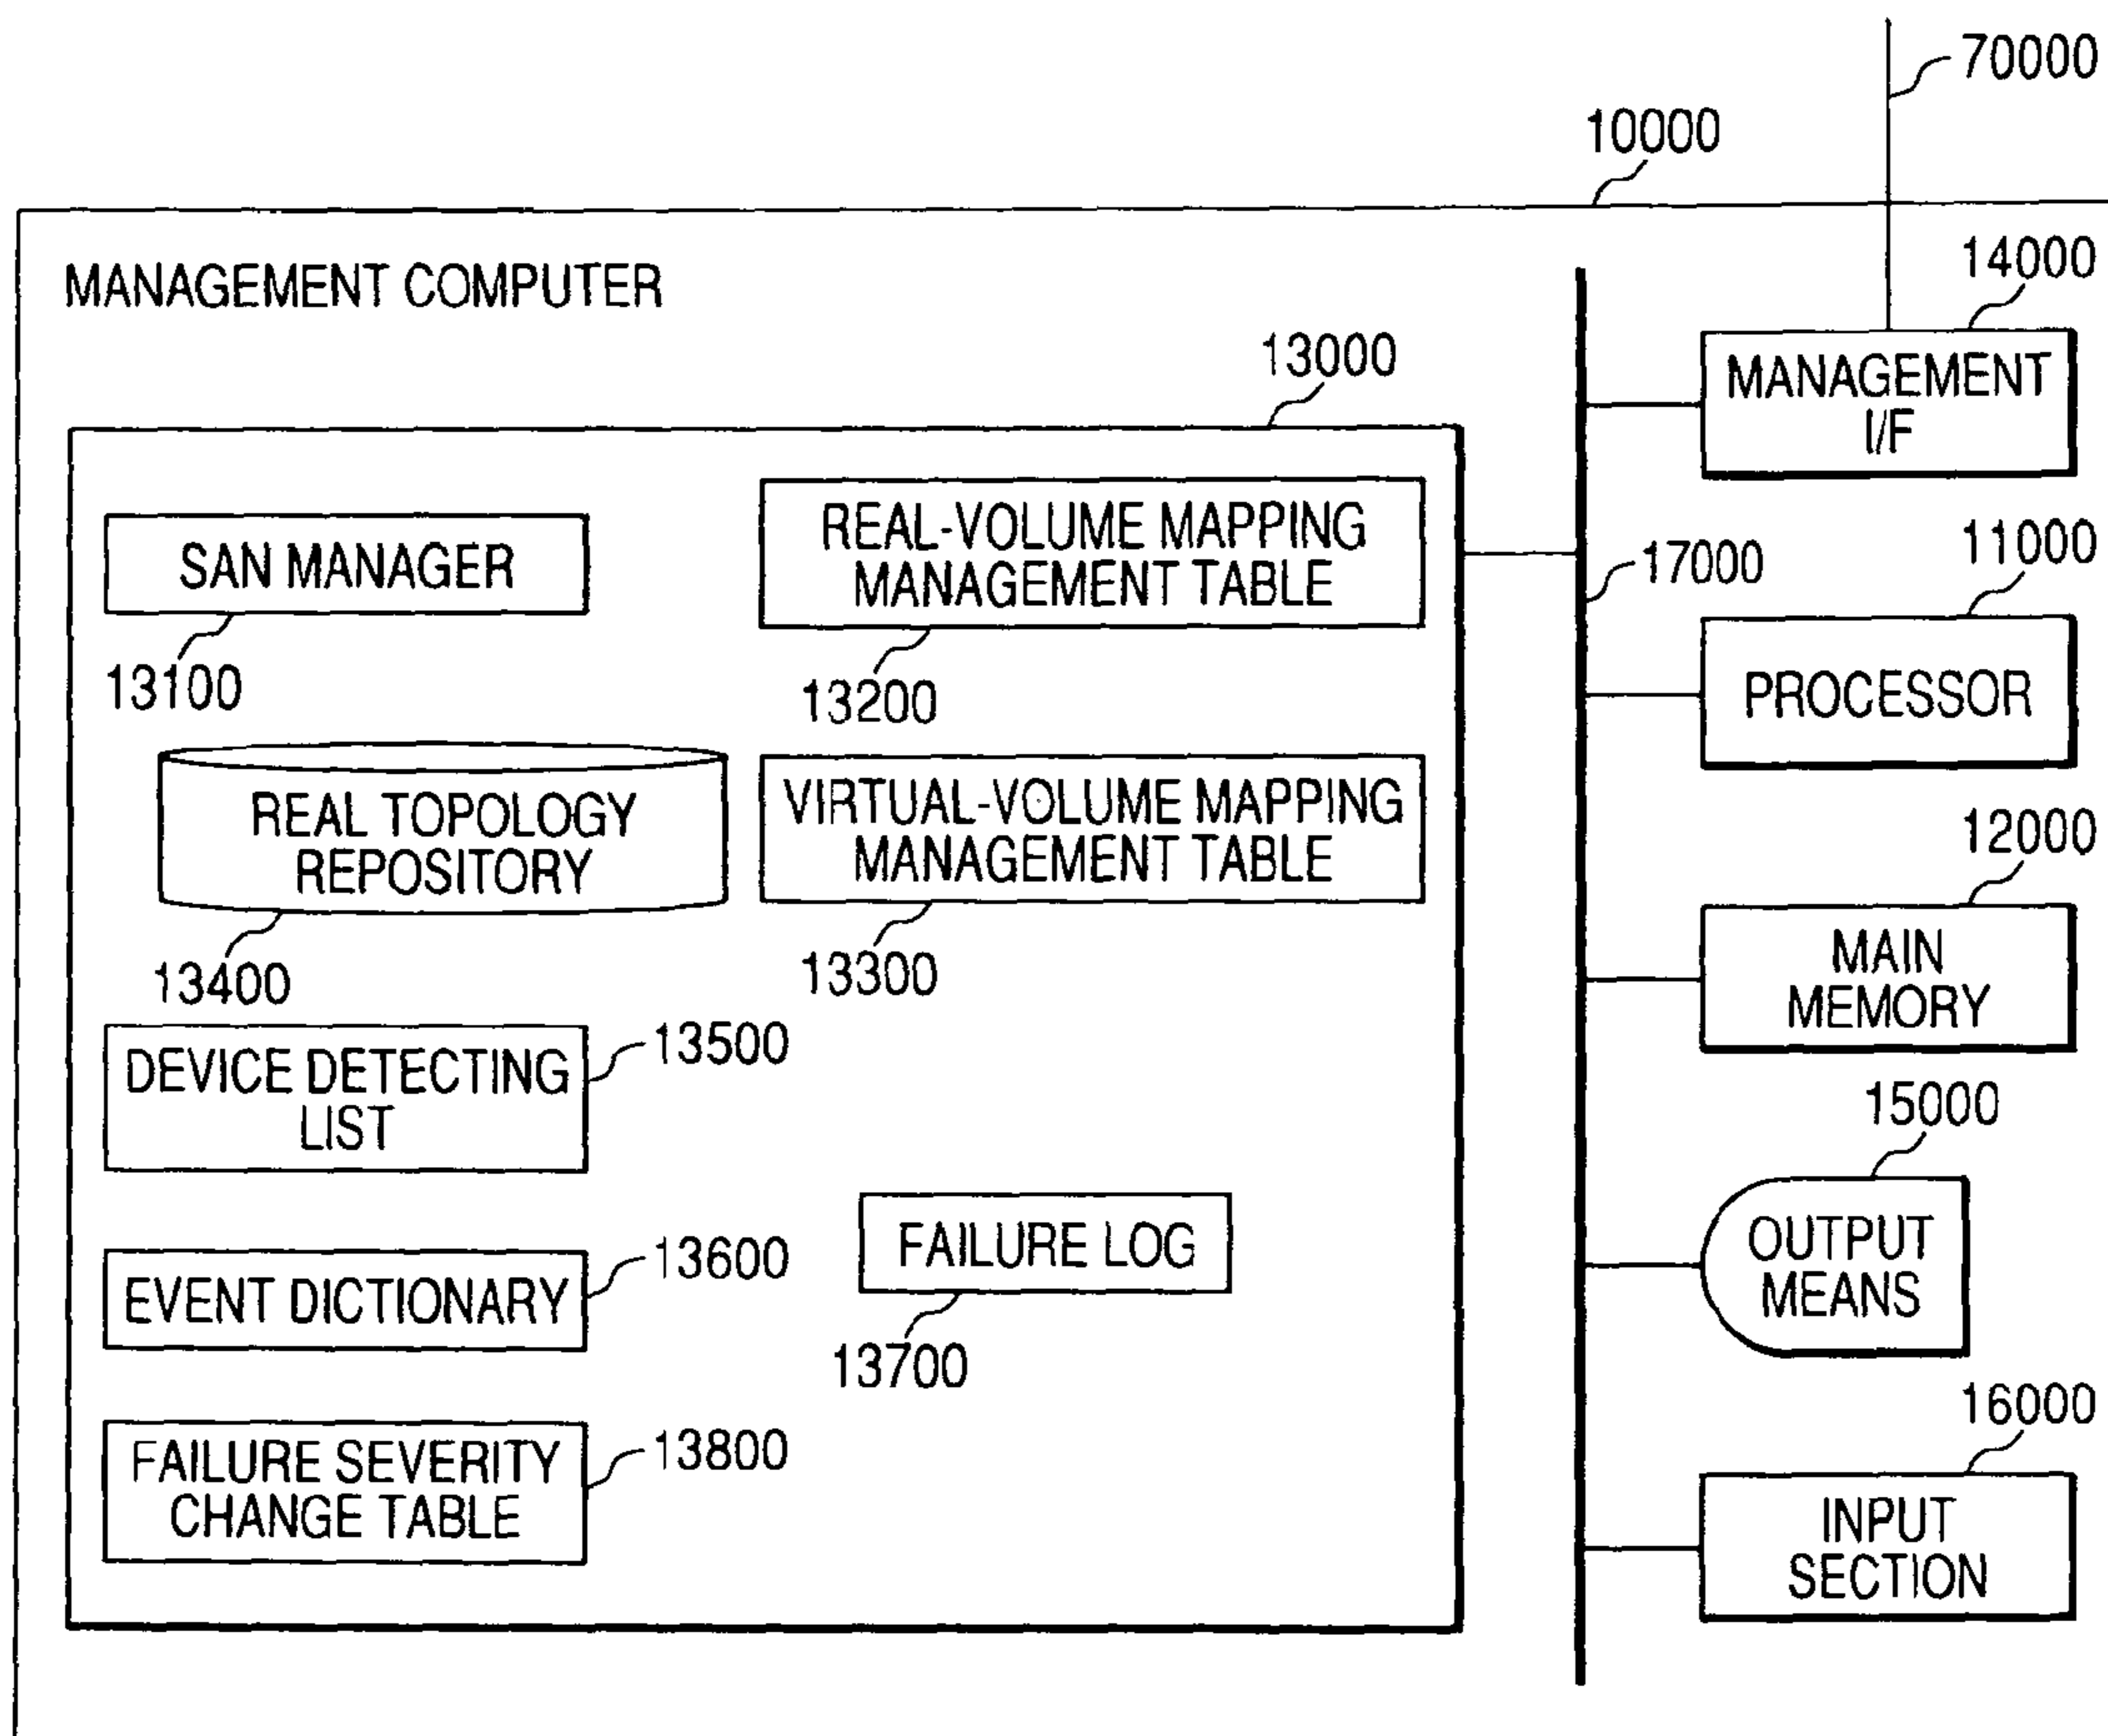 70000
10000
MANAGEMENT COMPUTER
14000
MANAGEMENT
I/F
13000
SAN MANAGER
13100
REAL-VOLUME MAPPING
MANAGEMENT TABLE
13200
17000
11000
PROCESSOR
REAL TOPOLOGY
REPOSITORY
13400
VIRTUAL-VOLUME MAPPING
MANAGEMENT TABLE
13300
12000
MAIN
MEMORY
DEVICE DETECTING
LIST
13500
15000
OUTPUT
MEANS
EVENT DICTIONARY
13600
FAILURE LOG
13700
16000
INPUT
SECTION
FAILURE SEVERITY
CHANGE TABLE
13800